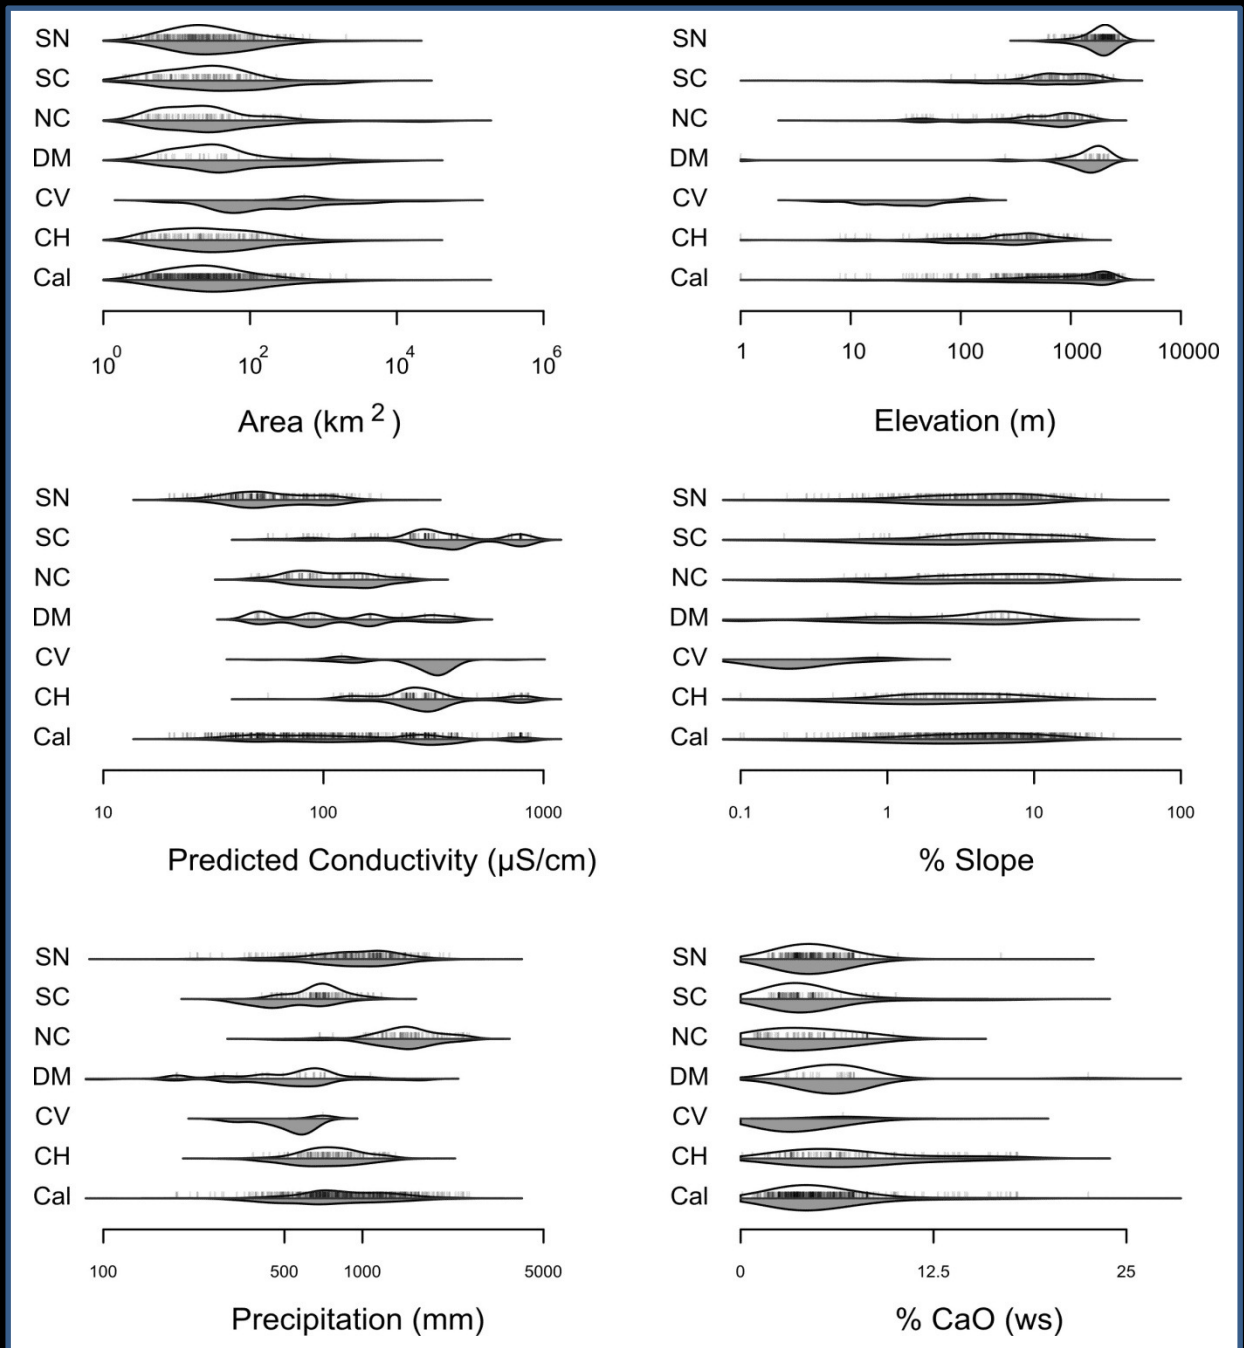 SN
SC
NC
DM
CV
CH
Cal
10^0 10^2 10^4 10^6
Area (km^2)
SN
SC
NC
DM
CV
CH
Cal
1 10 100 1000 10000
Elevation (m)
SN
SC
NC
DM
CV
CH
Cal
10 100 1000
Predicted Conductivity (µS/cm)
SN
SC
NC
DM
CV
CH
Cal
0.1 1 10 100
% Slope
SN
SC
NC
DM
CV
CH
Cal
100 500 1000 5000
Precipitation (mm)
SN
SC
NC
DM
CV
CH
Cal
0 12.5 25
% CaO (ws)